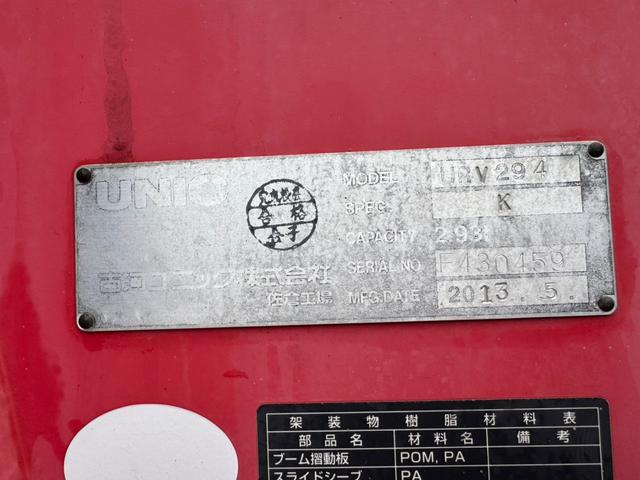 UNIC
MODEL URV294
SPEC. K
CAPACITY 2.93
SERIAL NO F430459
MFG.DATE 2013.5.
合格
古河ユニック株式会社
佐倉工場
架装物樹脂材料表
部品名 材料名 備考
ブーム摺動板 POM, PA
スライドシーブ PA